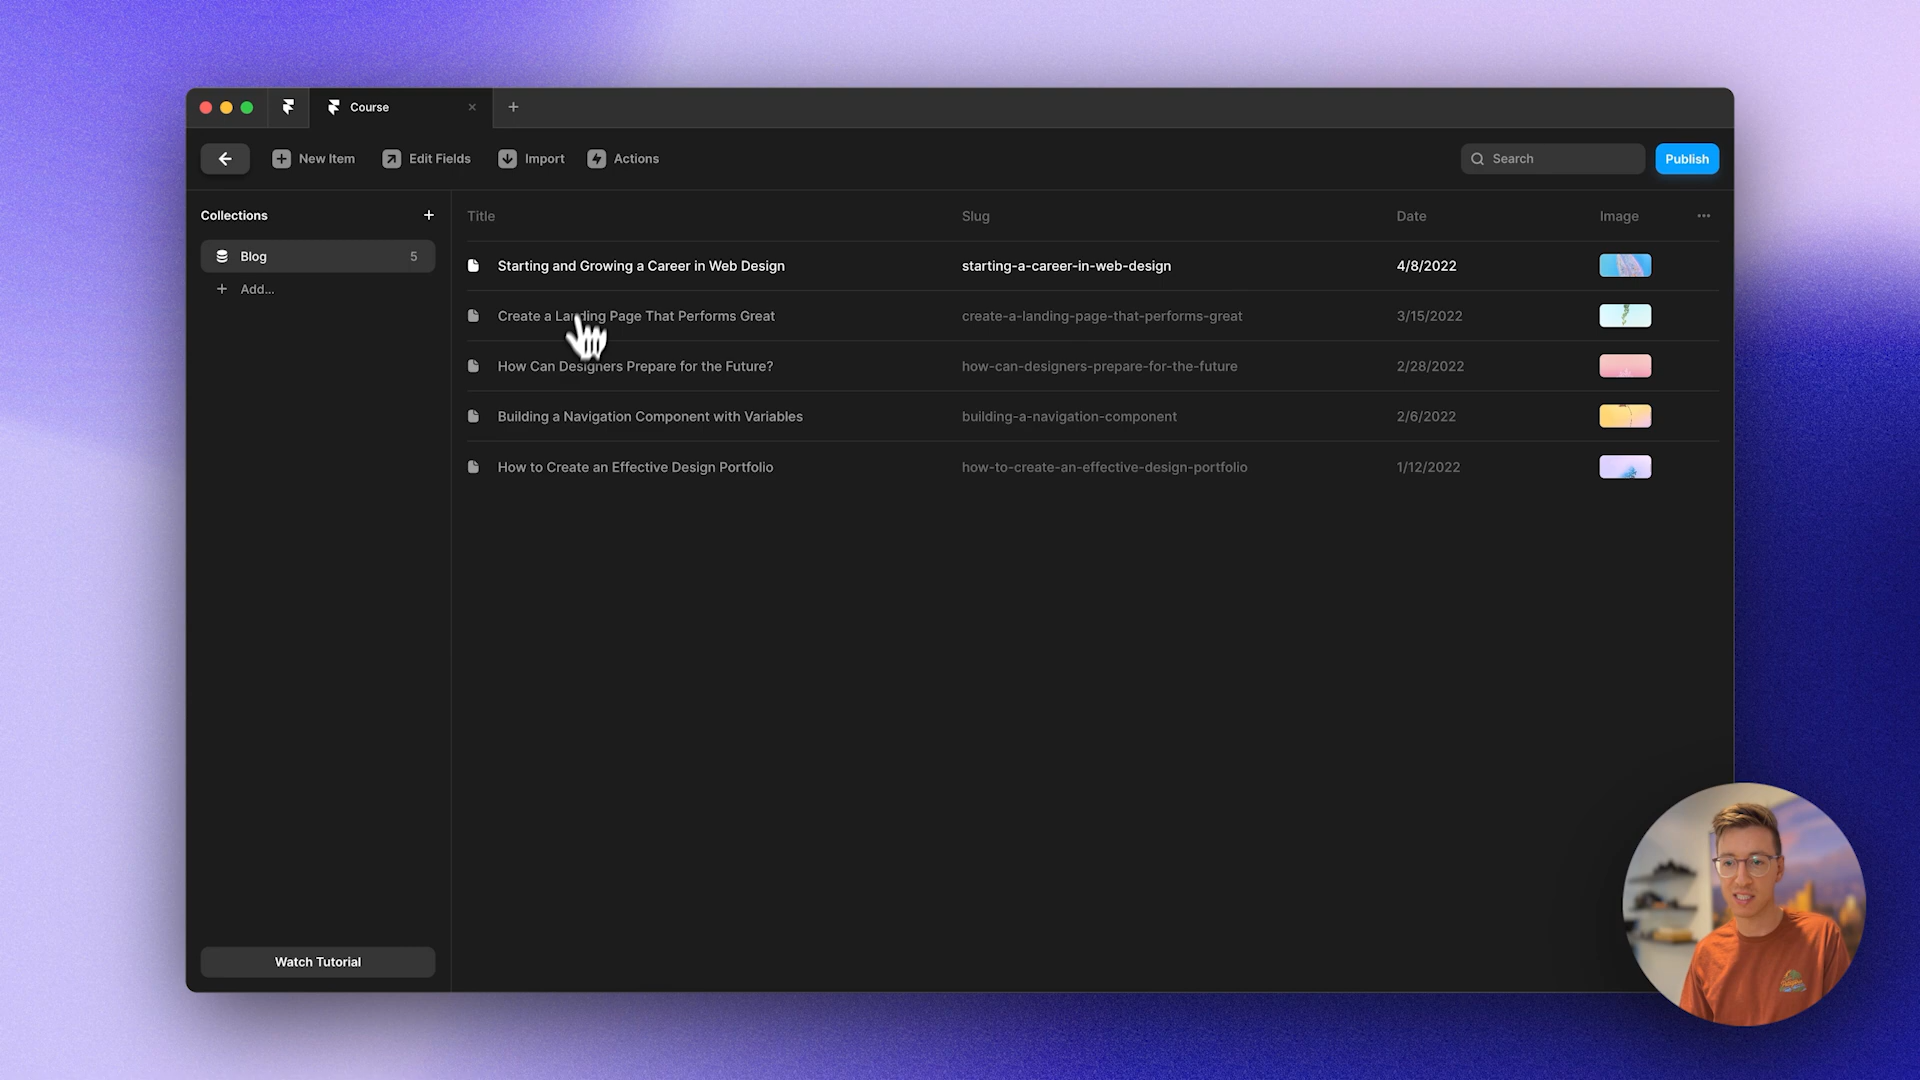 Course
New Item
Edit Fields
Import
Actions
Search
Publish
Collections
Blog 5
Add...
Title Slug Date Image
Starting and Growing a Career in Web Design starting-a-career-in-web-design 4/8/2022
Create a Landing Page That Performs Great create-a-landing-page-that-performs-great 3/15/2022
How Can Designers Prepare for the Future? how-can-designers-prepare-for-the-future 2/28/2022
Building a Navigation Component with Variables building-a-navigation-component 2/6/2022
How to Create an Effective Design Portfolio how-to-create-an-effective-design-portfolio 1/12/2022
Watch Tutorial